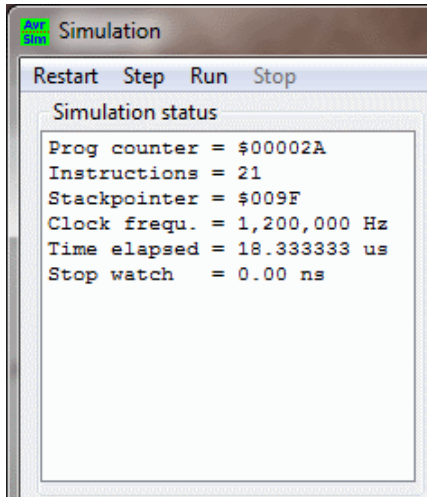 Avr Sim Simulation
Restart Step Run Stop
Simulation status
Prog counter = $00002A
Instructions = 21
Stackpointer = $009F
Clock frequ. = 1,200,000 Hz
Time elapsed = 18.333333 us
Stop watch = 0.00 ns